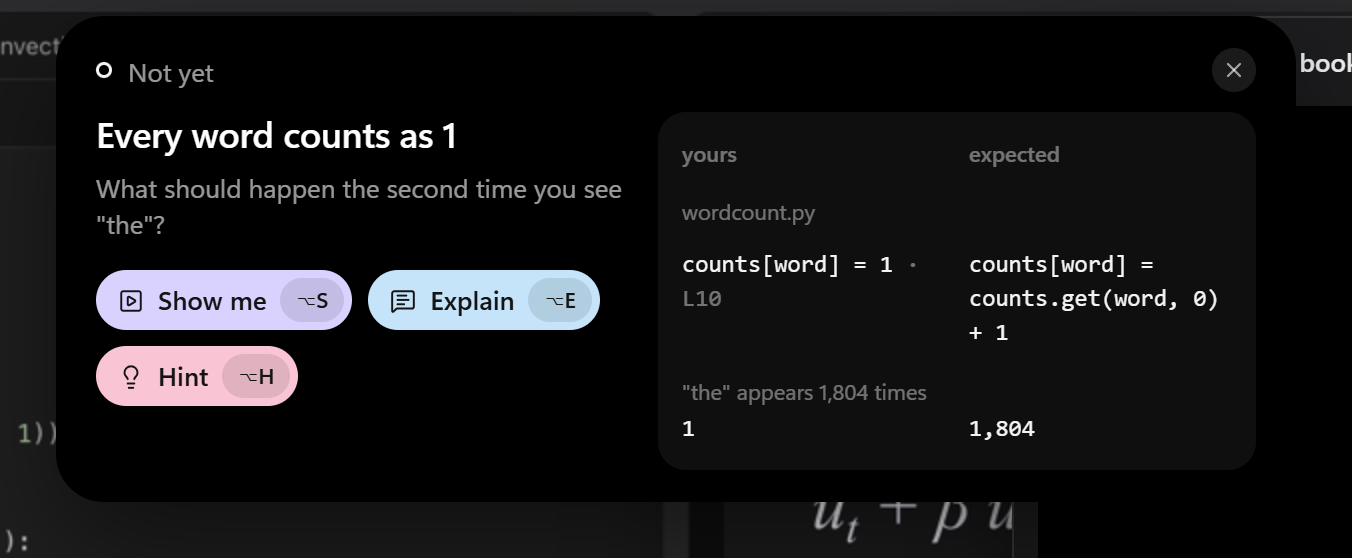 nvect
Not yet
book
Every word counts as 1
What should happen the second time you see
"the"?
Show me ⌥S
Explain ⌥E
Hint ⌥H
yours
expected
wordcount.py
counts[word] = 1 ·
L10
counts[word] =
counts.get(word, 0)
+ 1
"the" appears 1,804 times
1
1,804
1))
):